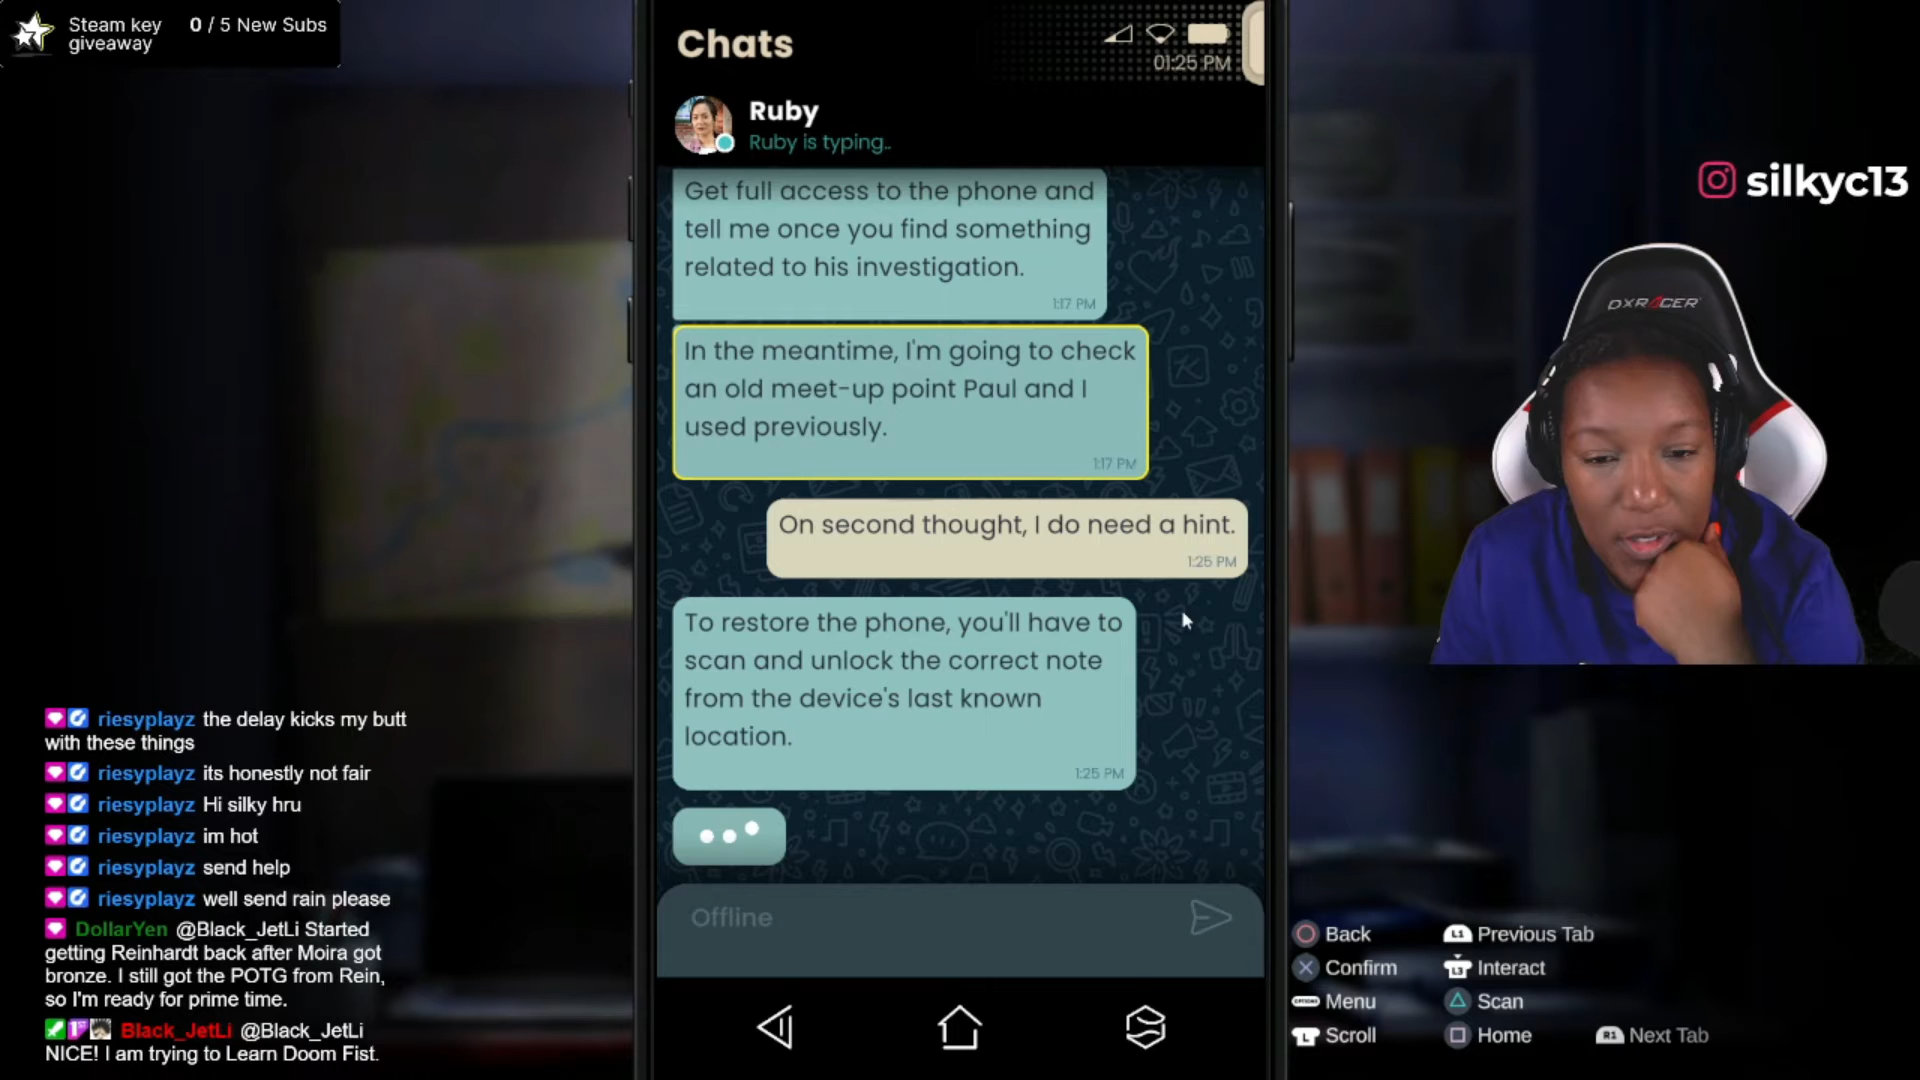 Steam key
giveaway
0 / 5 New Subs
Chats
01:25 PM
Ruby
Ruby is typing..
Get full access to the phone and
tell me once you find something
related to his investigation.
1:17 PM
In the meantime, I'm going to check
an old meet-up point Paul and I
used previously.
1:17 PM
On second thought, I do need a hint.
1:25 PM
To restore the phone, you'll have to
scan and unlock the correct note
from the device's last known
location.
1:25 PM
Offline
silkyc13
DXRACER
riesyplayz the delay kicks my butt
with these things
riesyplayz its honestly not fair
riesyplayz Hi silky hru
riesyplayz im hot
riesyplayz send help
riesyplayz well send rain please
DollarYen @Black_JetLi Started
getting Reinhardt back after Moira got
bronze. I still got the POTG from Rein,
so I'm ready for prime time.
Black_JetLi @Black_JetLi
NICE! I am trying to Learn Doom Fist.
Back
L1 Previous Tab
Confirm
L3 Interact
OPTIONS Menu
Scan
L Scroll
Home
R1 Next Tab